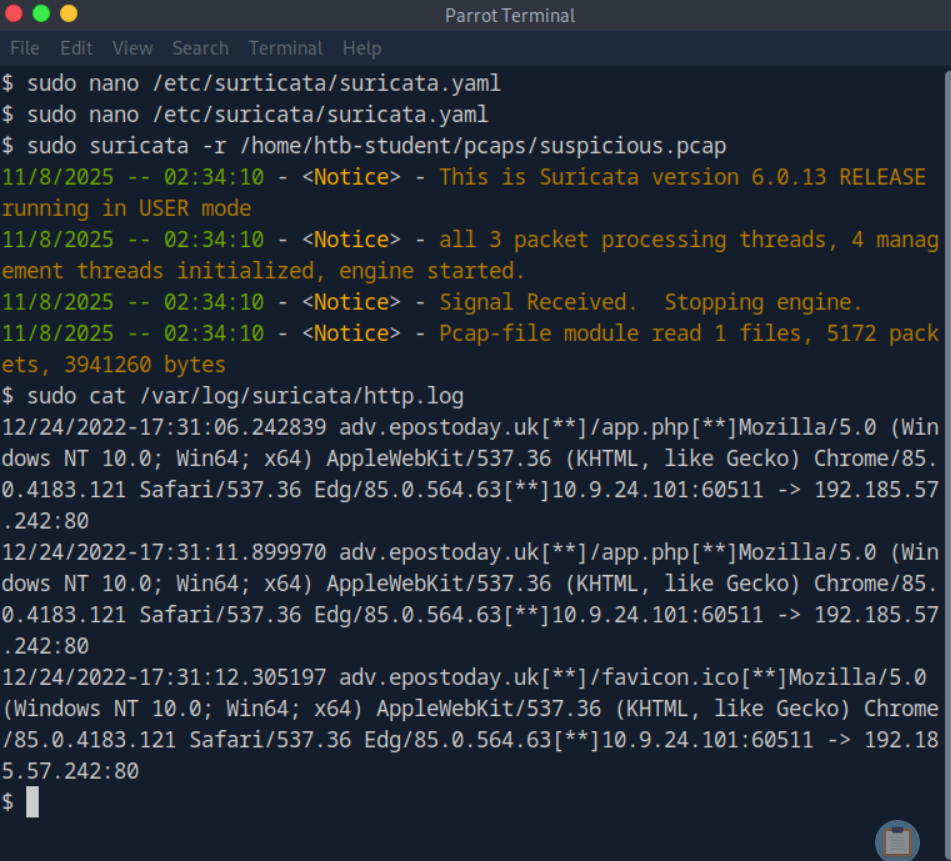 Parrot Terminal
File Edit View Search Terminal Help
$ sudo nano /etc/surticata/suricata.yaml
$ sudo nano /etc/suricata/suricata.yaml
$ sudo suricata -r /home/htb-student/pcaps/suspicious.pcap
11/8/2025 -- 02:34:10 - <Notice> - This is Suricata version 6.0.13 RELEASE
running in USER mode
11/8/2025 -- 02:34:10 - <Notice> - all 3 packet processing threads, 4 manag
ement threads initialized, engine started.
11/8/2025 -- 02:34:10 - <Notice> - Signal Received.  Stopping engine.
11/8/2025 -- 02:34:10 - <Notice> - Pcap-file module read 1 files, 5172 pack
ets, 3941260 bytes
$ sudo cat /var/log/suricata/http.log
12/24/2022-17:31:06.242839 adv.epostoday.uk[**]/app.php[**]Mozilla/5.0 (Win
dows NT 10.0; Win64; x64) AppleWebKit/537.36 (KHTML, like Gecko) Chrome/85.
0.4183.121 Safari/537.36 Edg/85.0.564.63[**]10.9.24.101:60511 -> 192.185.57
.242:80
12/24/2022-17:31:11.899970 adv.epostoday.uk[**]/app.php[**]Mozilla/5.0 (Win
dows NT 10.0; Win64; x64) AppleWebKit/537.36 (KHTML, like Gecko) Chrome/85.
0.4183.121 Safari/537.36 Edg/85.0.564.63[**]10.9.24.101:60511 -> 192.185.57
.242:80
12/24/2022-17:31:12.305197 adv.epostoday.uk[**]/favicon.ico[**]Mozilla/5.0
(Windows NT 10.0; Win64; x64) AppleWebKit/537.36 (KHTML, like Gecko) Chrome
/85.0.4183.121 Safari/537.36 Edg/85.0.564.63[**]10.9.24.101:60511 -> 192.18
5.57.242:80
$